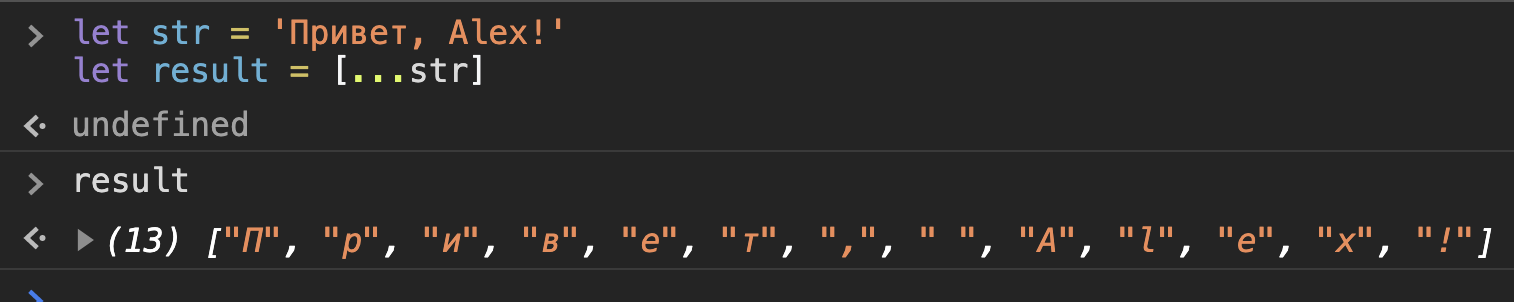 let str = 'Привет, Alex!'
let result = [...str]
undefined
result
(13) ["П", "р", "и", "в", "е", "т", ",", " ", "A", "l", "e", "x", "!"]